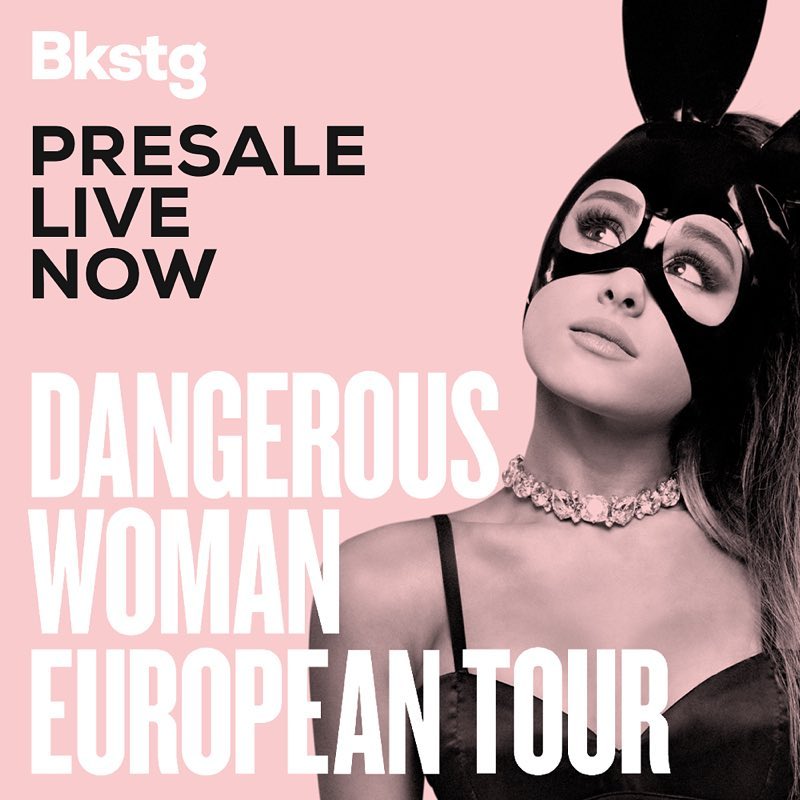 Bkstg
PRESALE
LIVE
NOW
DANGEROUS
WOMAN
EUROPEAN TOUR